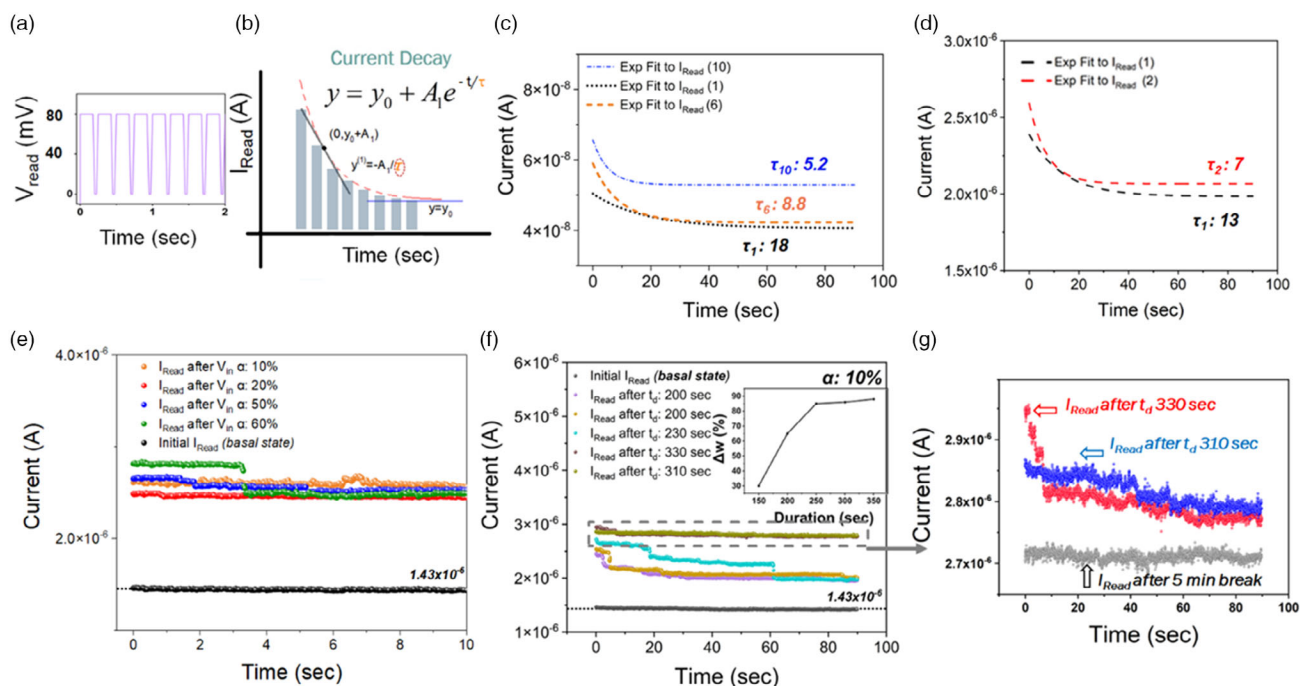 (a)
V_read (mV)
80
40
0
0 1 2
Time (sec)
(b)
Current Decay
y = y₀ + A₁e^{-t/τ}
(0,y₀+A₁)
y=y₀
I_Read (A)
Time (sec)
(c)
Exp Fit to I_Read (10)
Exp Fit to I_Read (1)
Exp Fit to I_Read (6)
8x10⁻⁸
6x10⁻⁸
4x10⁻⁸
τ₁₀: 5.2
τ₆: 8.8
τ₁: 18
Current (A)
0 20 40 60 80 100
Time (sec)
(d)
3.0x10⁻⁶
Exp Fit to I_Read (1)
Exp Fit to I_Read (2)
2.5x10⁻⁶
2.0x10⁻⁶
1.5x10⁻⁶
τ₂: 7
τ₁: 13
Current (A)
0 20 40 60 80 100
Time (sec)
(e)
4.0x10⁻⁶
I_Read after V_in α: 10%
I_Read after V_in α: 20%
I_Read after V_in α: 50%
I_Read after V_in α: 60%
Initial I_Read (basal state)
2.0x10⁻⁶
1.43x10⁻⁶
Current (A)
0 2 4 6 8 10
Time (sec)
(f)
6x10⁻⁶
5x10⁻⁶
4x10⁻⁶
3x10⁻⁶
2x10⁻⁶
1x10⁻⁶
Initial I_Read (basal state)
I_Read after t_d: 200 sec
I_Read after t_d: 200 sec
I_Read after t_d: 230 sec
I_Read after t_d: 330 sec
I_Read after t_d: 310 sec
α: 10%
Δw (%)
90
80
70
60
50
40
30
150 200 250 300 350
Duration (sec)
1.43x10⁻⁶
Current (A)
0 20 40 60 80 100
Time (sec)
(g)
I_Read after t_d 330 sec
2.9x10⁻⁶
I_Read after t_d 310 sec
2.8x10⁻⁶
2.7x10⁻⁶
I_Read after 5 min break
Current (A)
0 20 40 60 80 100
Time (sec)